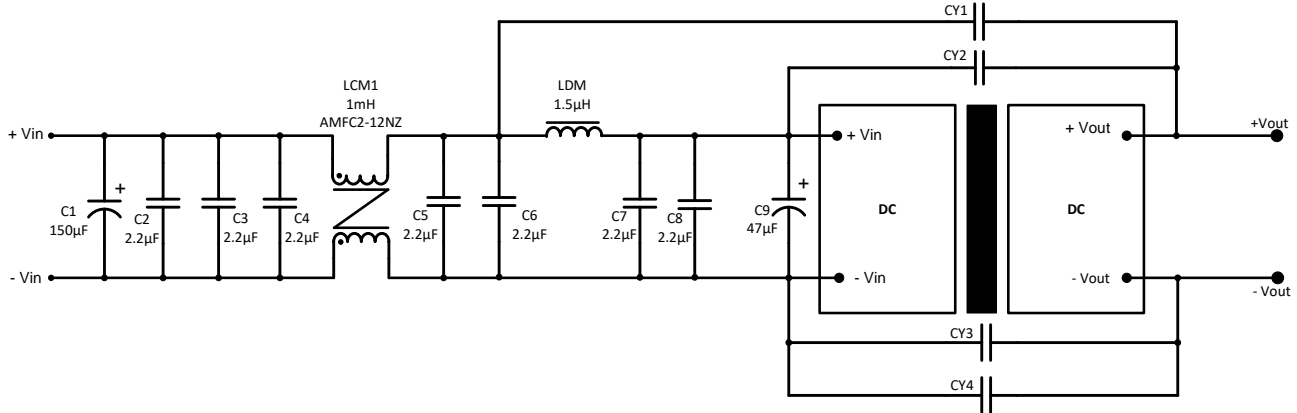 CY1
CY2
LCM1
1mH
AMFC2-12NZ
LDM
1.5µH
+ Vin
+ Vin
+ Vout
+Vout
+
+
C1
150µF
C2
2.2µF
C3
2.2µF
C4
2.2µF
C5
2.2µF
C6
2.2µF
C7
2.2µF
C8
2.2µF
C9
47µF
DC
DC
- Vin
- Vin
- Vout
- Vout
CY3
CY4